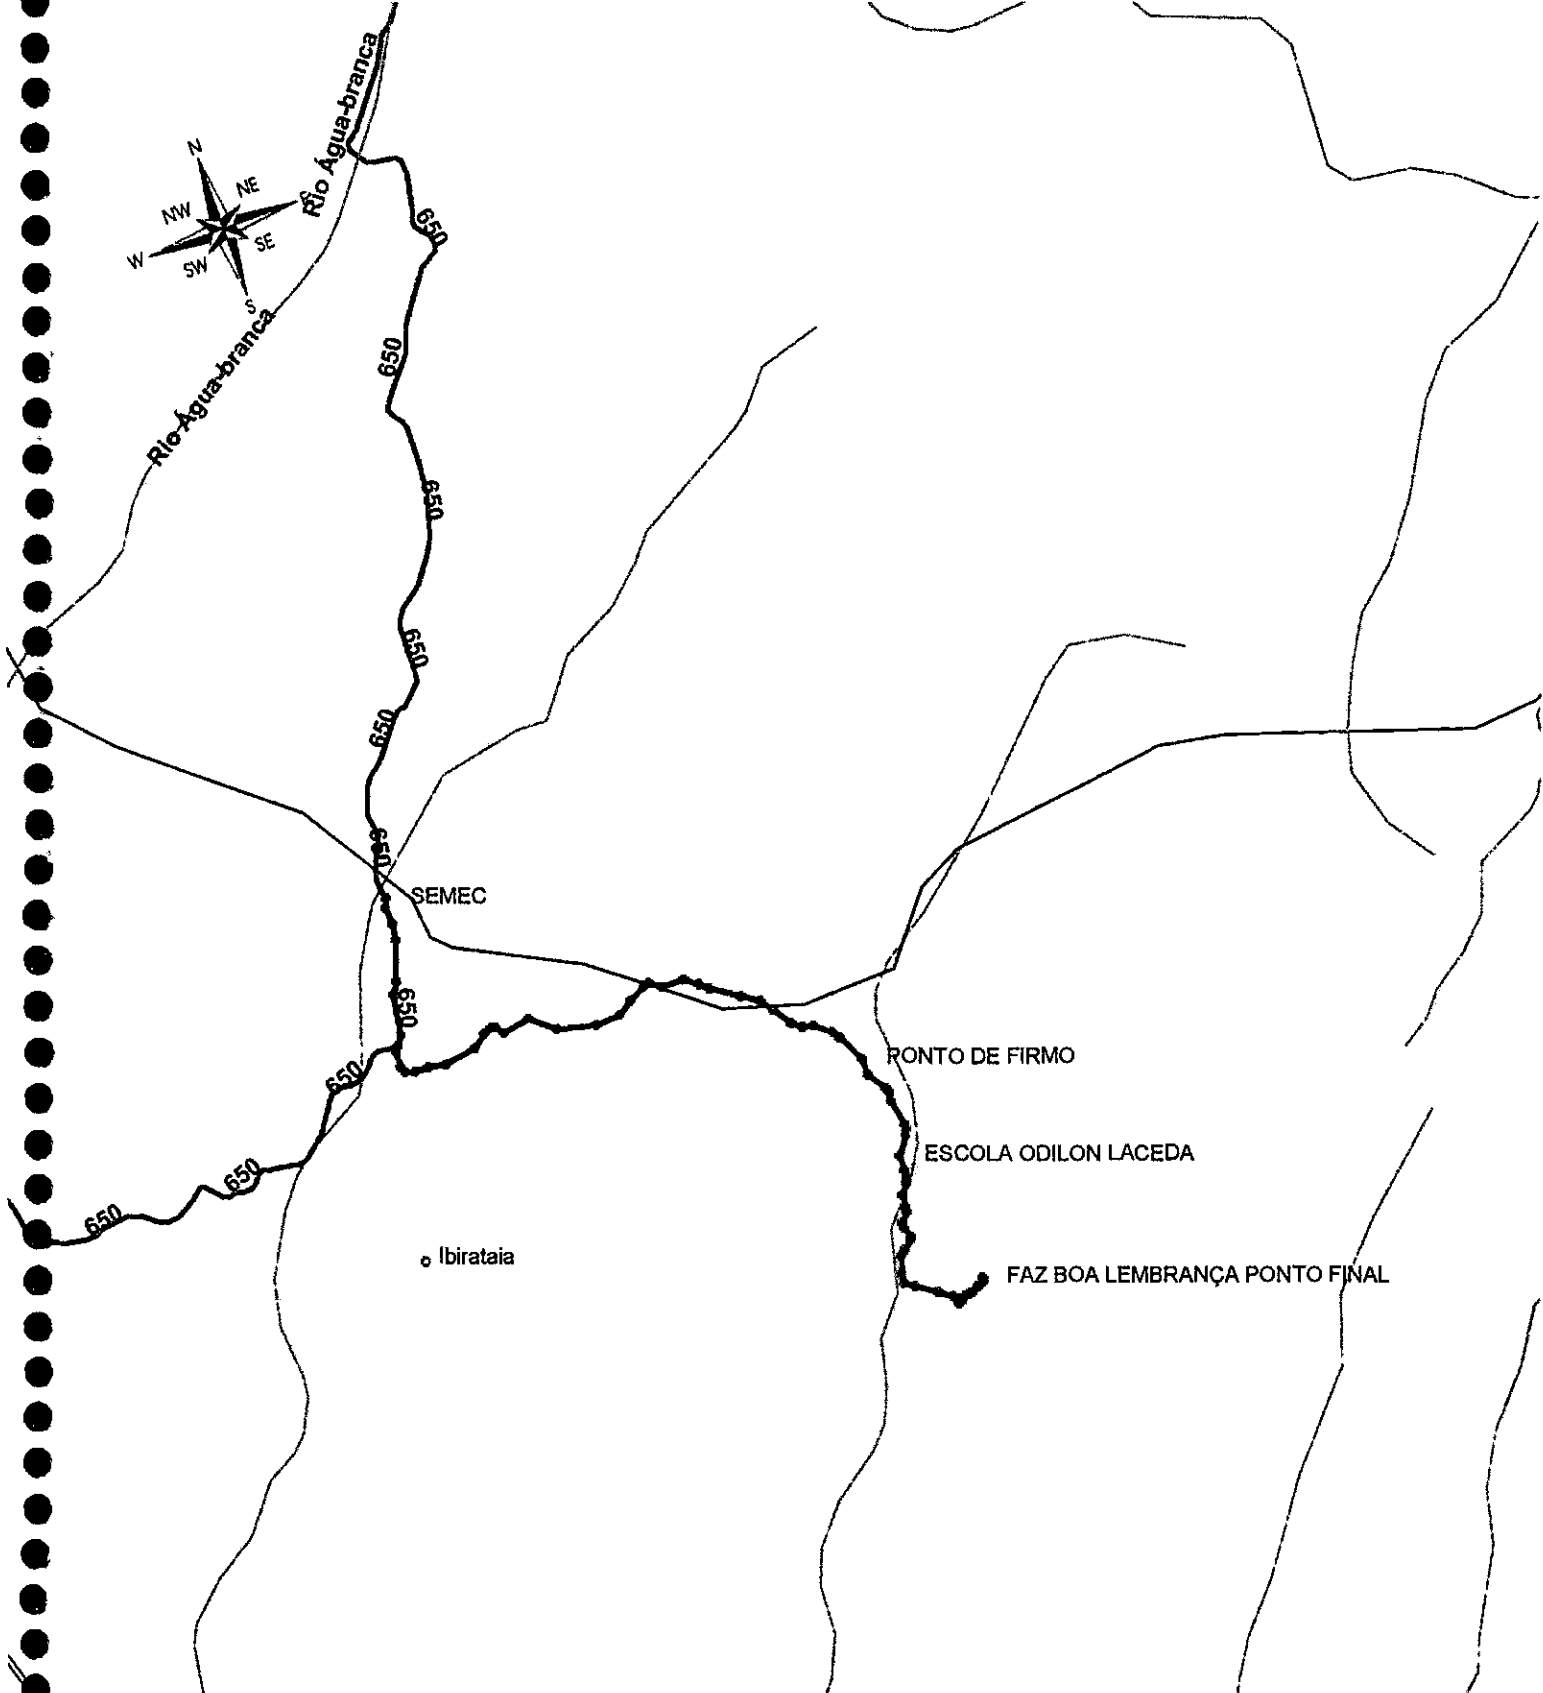 Rio Água-branca
N
NE
E
NW
SE
W
SW
S
650
Rio Água-branca
650
650
650
650
650
SEMEC
650
PONTO DE FIRMO
650
ESCOLA ODILON LACEDA
650
650
Ibirataia
FAZ BOA LEMBRANÇA PONTO FINAL